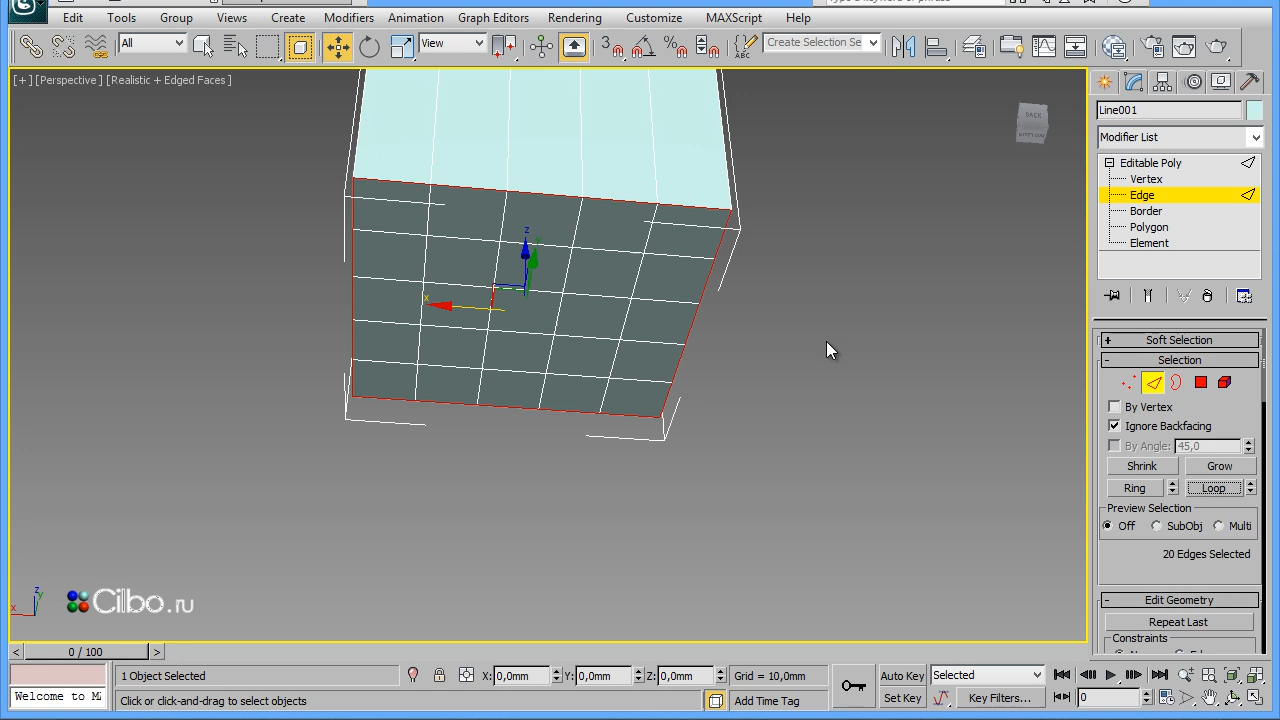 Edit Tools Group Views Create Modifiers Animation Graph Editors Rendering Customize MAXScript Help
All View 3 % ABC Create Selection Se
[+] [Perspective] [Realistic + Edged Faces]
BACK
Line001
Modifier List
Editable Poly
Vertex
Edge
Border
Polygon
Element
z
x
+ Soft Selection
- Selection
By Vertex
Ignore Backfacing
By Angle: 45,0
Shrink Grow
Ring Loop
Preview Selection
Off SubObj Multi
20 Edges Selected
- Edit Geometry
Repeat Last
Constraints
z
y
x
Cilbo.ru
< 0 / 100 >
1 Object Selected X: 0,0mm Y: 0,0mm Z: 0,0mm Grid = 10,0mm Auto Key Selected
Welcome to M Click or click-and-drag to select objects Add Time Tag Set Key Key Filters... 0